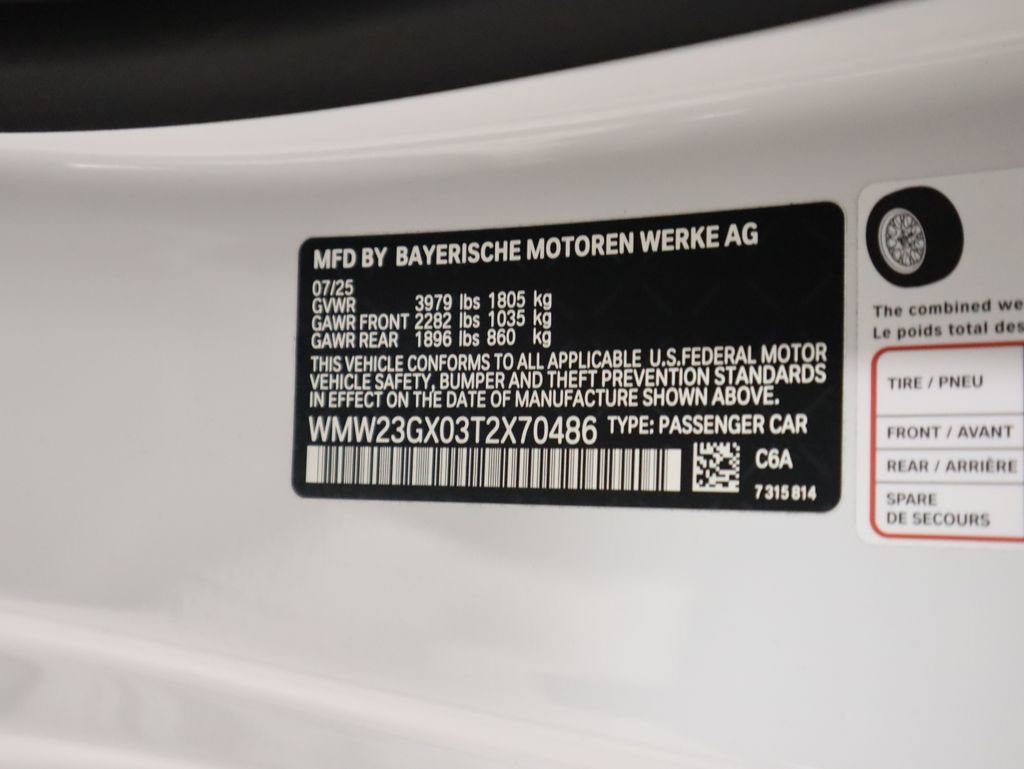 MFD BY BAYERISCHE MOTOREN WERKE AG
07/25
GVWR 3979 lbs 1805 kg
GAWR FRONT 2282 lbs 1035 kg
GAWR REAR 1896 lbs 860 kg
THIS VEHICLE CONFORMS TO ALL APPLICABLE U.S.FEDERAL MOTOR
VEHICLE SAFETY, BUMPER AND THEFT PREVENTION STANDARDS
IN EFFECT ON THE DATE OF MANUFACTURE SHOWN ABOVE.
WMW23GX03T2X70486 TYPE: PASSENGER CAR
C6A
7 315 814
The combined we
Le poids total des
TIRE / PNEU
FRONT / AVANT
REAR / ARRIÈRE
SPARE
DE SECOURS